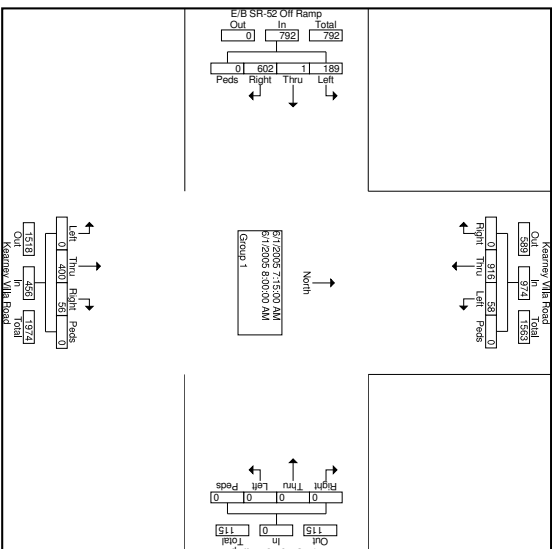 E/B SR-52 Off Ramp
Out In Total
0 792 792
0 602 1 189
Peds Right Thru Left
Kearney Villa Road
Out In Total
589 974 1563
Right Thru Left Peds
0 916 58 0
North
6/1/2005 7:15:00 AM
6/1/2005 8:00:00 AM
Group 1
Left Thru Right Peds
0 400 56 0
Out In Total
1518 456 1974
Kearney Villa Road
Right Thru Left Peds
0 0 0 0
Out In Total
115 0 115